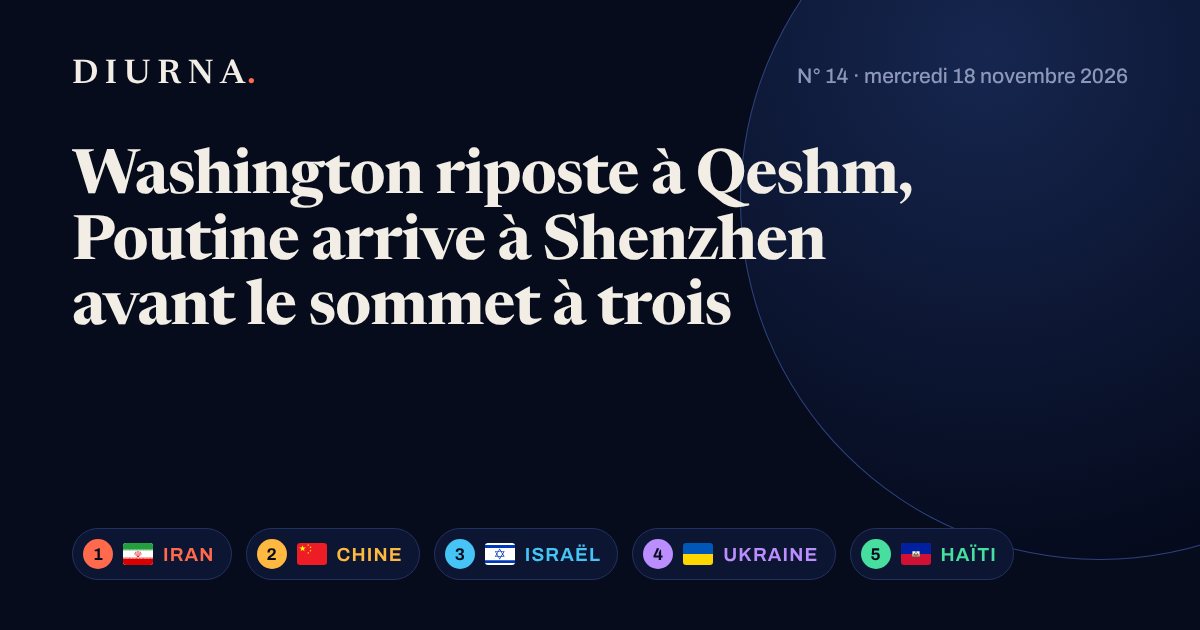 DIURNA.
N° 14 · mercredi 18 novembre 2026
Washington riposte à Qeshm,
Poutine arrive à Shenzhen
avant le sommet à trois
1 IRAN
2 CHINE
3 ISRAËL
4 UKRAINE
5 HAÏTI